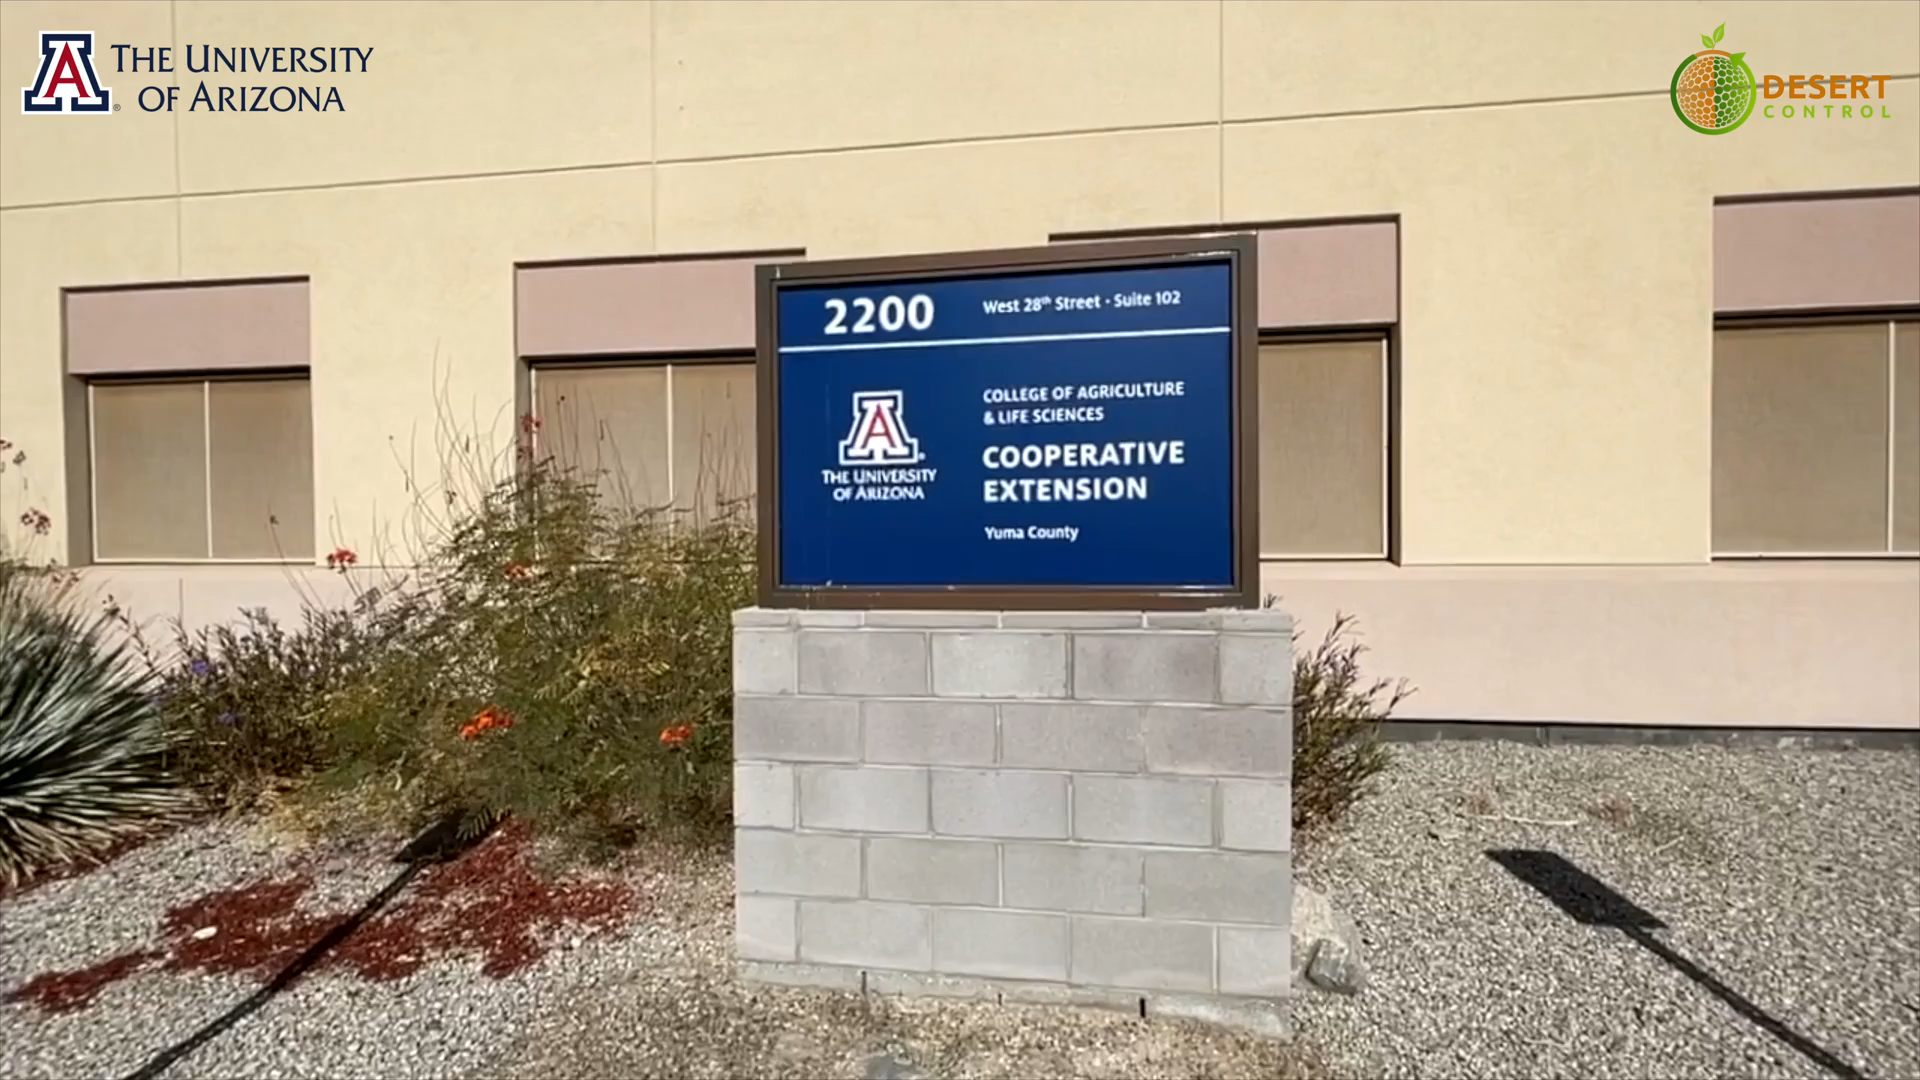 THE UNIVERSITY
OF ARIZONA
DESERT
CONTROL
2200
West 28th Street · Suite 102
COLLEGE OF AGRICULTURE
& LIFE SCIENCES
COOPERATIVE
EXTENSION
Yuma County
A
THE UNIVERSITY
OF ARIZONA